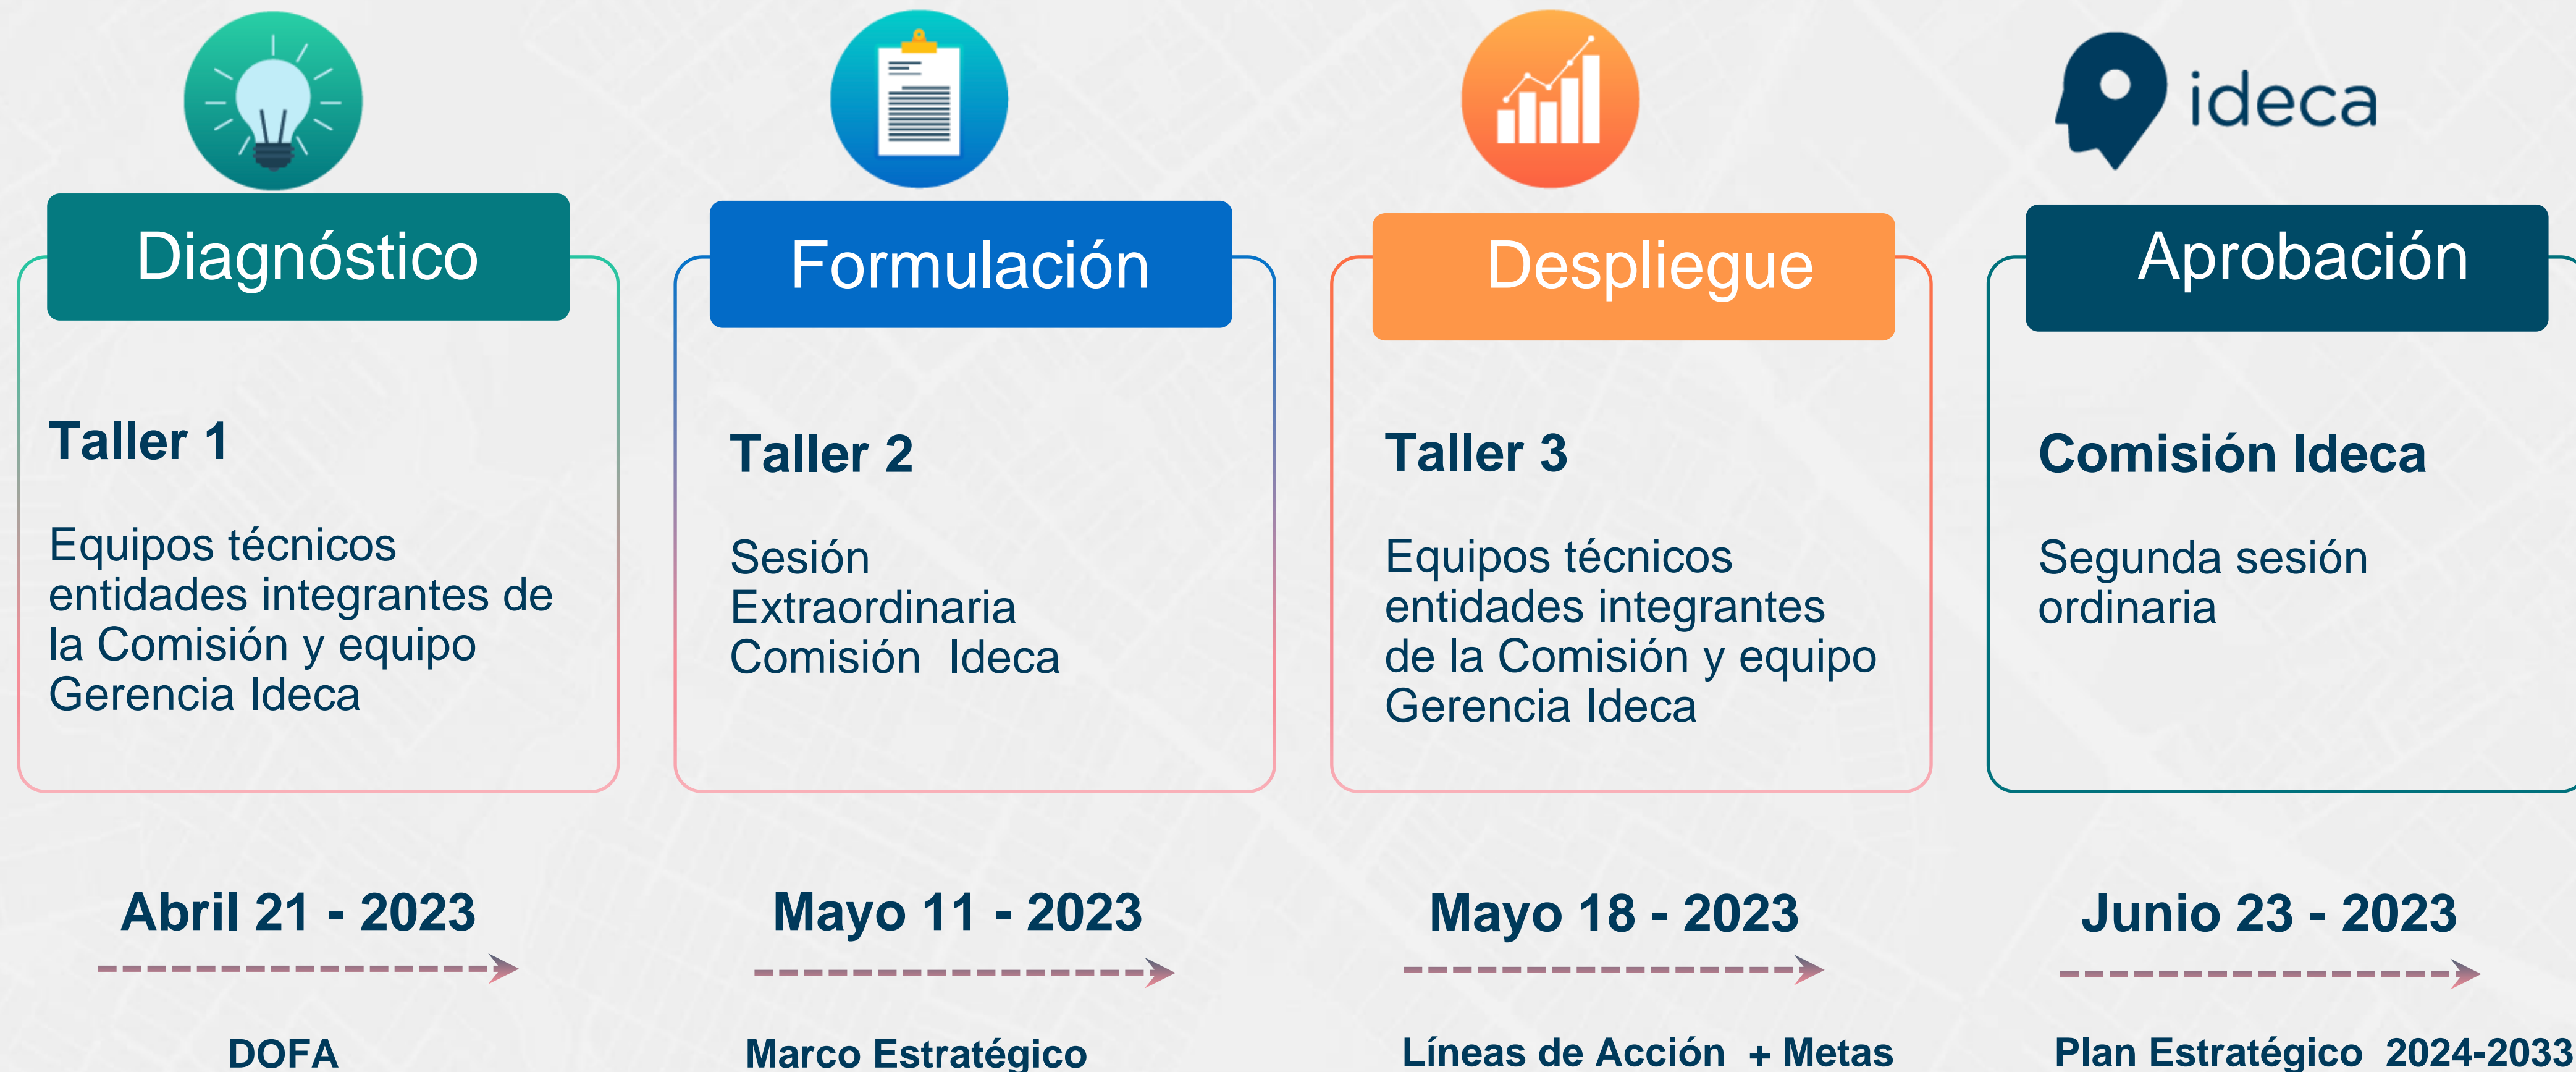 ideca
Diagnóstico
Taller 1
Equipos técnicos
entidades integrantes de
la Comisión y equipo
Gerencia Ideca
Abril 21 - 2023
DOFA
Formulación
Taller 2
Sesión
Extraordinaria
Comisión Ideca
Mayo 11 - 2023
Marco Estratégico
Despliegue
Taller 3
Equipos técnicos
entidades integrantes
de la Comisión y equipo
Gerencia Ideca
Mayo 18 - 2023
Líneas de Acción + Metas
Aprobación
Comisión Ideca
Segunda sesión
ordinaria
Junio 23 - 2023
Plan Estratégico 2024-2033